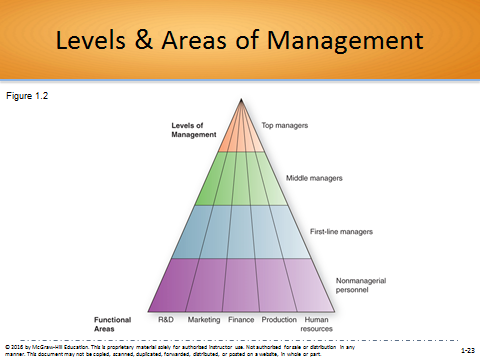 Levels & Areas of Management
Figure 1.2
Levels of
Management
Top managers
Middle managers
First-line managers
Nonmanagerial
personnel
Functional
Areas
R&D
Marketing
Finance
Production
Human
resources
© 2016 by McGraw-Hill Education. This is proprietary material solely for authorized instructor use. Not authorized for sale or distribution in any
manner. This document may not be copied, scanned, duplicated, forwarded, distributed, or posted on a website, in whole or part.
1-23